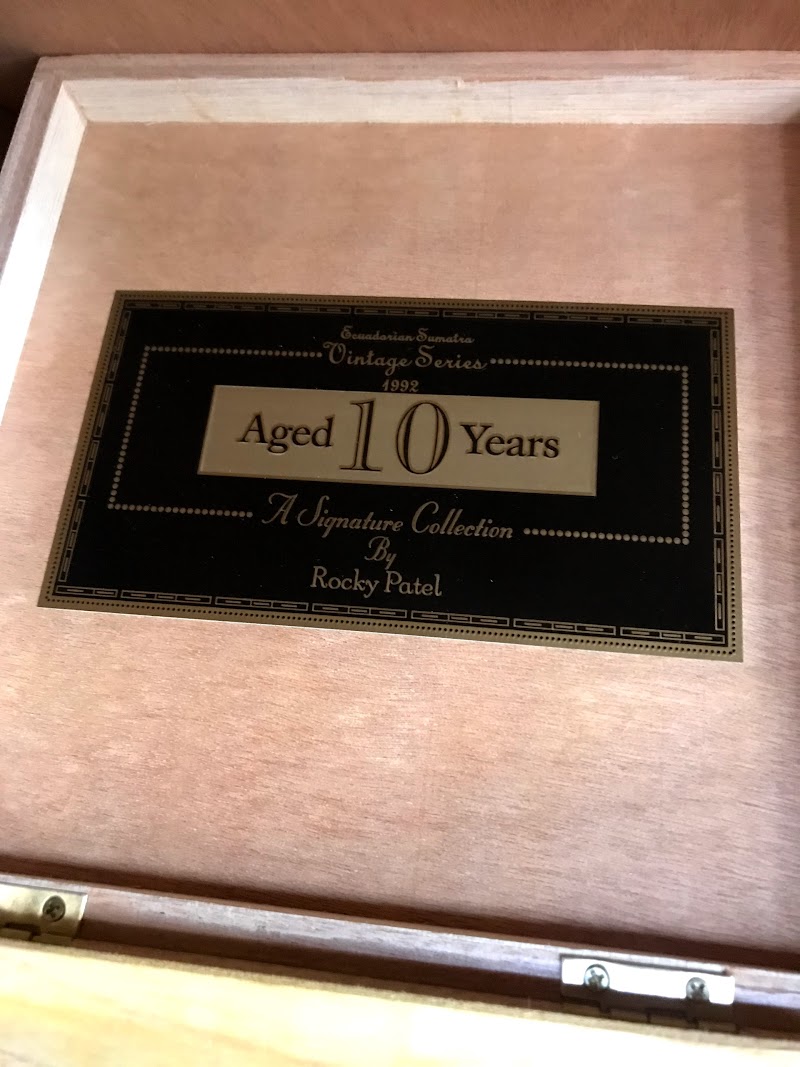 Ecuadorian Sumatra
Vintage Series
1992
Aged 10 Years
A Signature Collection
By
Rocky Patel